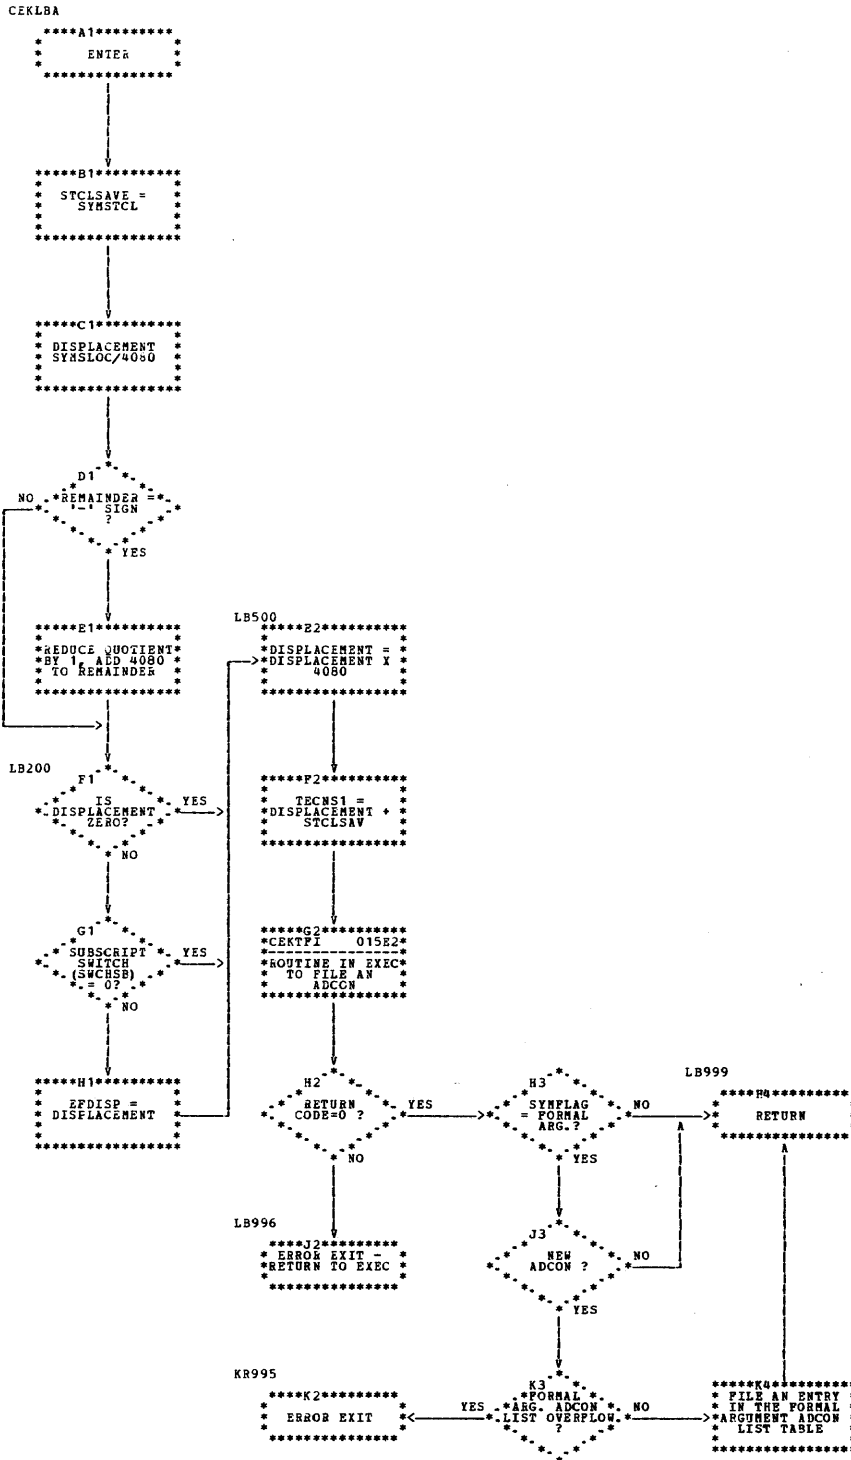 CEKLBA
A1
ENTER
B1
STCLSAVE =
SYMSTCL
C1
DISPLACEMENT
SYMSLOC/4080
D1
NO
REMAINDER =
'-' SIGN
?
YES
E1
REDUCE QUOTIENT
BY 1, ADD 4080
TO REMAINDER
LB200
F1
IS
DISPLACEMENT
ZERO?
YES
NO
G1
SUBSCRIPT
SWITCH
(SWCHSB)
= 0?
YES
NO
H1
EFDISP =
DISPLACEMENT
LB500
E2
DISPLACEMENT =
DISPLACEMENT X
4080
F2
TECNS1 =
DISPLACEMENT +
STCLSAV
G2
CEKTFI 015E2
ROUTINE IN EXEC
TO FILE AN
ADCON
H2
RETURN
CODE=0 ?
YES
NO
LB996
J2
ERROR EXIT -
RETURN TO EXEC
KR995
K2
ERROR EXIT
H3
SYMFLAG
= FORMAL
ARG.?
NO
YES
J3
NEW
ADCON ?
NO
YES
K3
FORMAL
ARG. ADCON
LIST OVERFLOW
?
YES
NO
LB999
H4
RETURN
K4
FILE AN ENTRY
IN THE FORMAL
ARGUMENT ADCON
LIST TABLE